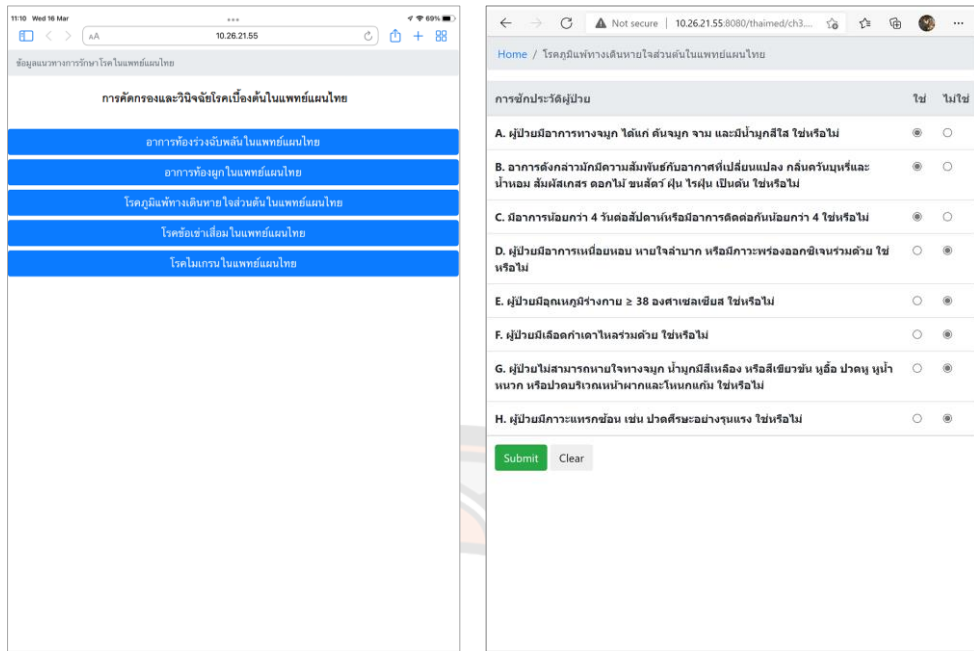 11:10 Wed 16 Mar
69%
AA
10.26.21.55
ข้อมูลแนวทางการรักษาโรคในแพทย์แผนไทย
การคัดกรองและวินิจฉัยโรคเบื้องต้นในแพทย์แผนไทย
อาการท้องร่วงฉับพลันในแพทย์แผนไทย
อาการท้องผูกในแพทย์แผนไทย
โรคภูมิแพ้ทางเดินหายใจส่วนต้นในแพทย์แผนไทย
โรคข้อเข่าเสื่อมในแพทย์แผนไทย
โรคไมเกรนในแพทย์แผนไทย
Not secure | 10.26.21.55:8080/thaimed/ch3...
Home / โรคภูมิแพ้ทางเดินหายใจส่วนต้นในแพทย์แผนไทย
การซักประวัติผู้ป่วย ใช่ ไม่ใช่
A. ผู้ป่วยมีอาการทางจมูก ได้แก่ คันจมูก จาม และมีน้ำมูกสีใส ใช่หรือไม่
B. อาการดังกล่าวมักมีความสัมพันธ์กับอากาศที่เปลี่ยนแปลง กลิ่นควันบุหรี่และ
น้ำหอม สัมผัสเกสร ดอกไม้ ขนสัตว์ ฝุ่น ไรฝุ่น เป็นต้น ใช่หรือไม่
C. มีอาการน้อยกว่า 4 วันต่อสัปดาห์หรือมีอาการติดต่อกันน้อยกว่า 4 ใช่หรือไม่
D. ผู้ป่วยมีอาการเหนื่อยหอบ หายใจลำบาก หรือมีภาวะพร่องออกซิเจนร่วมด้วย ใช่
หรือไม่
E. ผู้ป่วยมีอุณหภูมิร่างกาย ≥ 38 องศาเซลเซียส ใช่หรือไม่
F. ผู้ป่วยมีเลือดกำเดาไหลร่วมด้วย ใช่หรือไม่
G. ผู้ป่วยไม่สามารถหายใจทางจมูก น้ำมูกมีสีเหลือง หรือสีเขียวข้น หูอื้อ ปวดหู หูน้ำ
หนวก หรือปวดบริเวณหน้าผากและโหนกแก้ม ใช่หรือไม่
H. ผู้ป่วยมีภาวะแทรกซ้อน เช่น ปวดศีรษะอย่างรุนแรง ใช่หรือไม่
Submit Clear